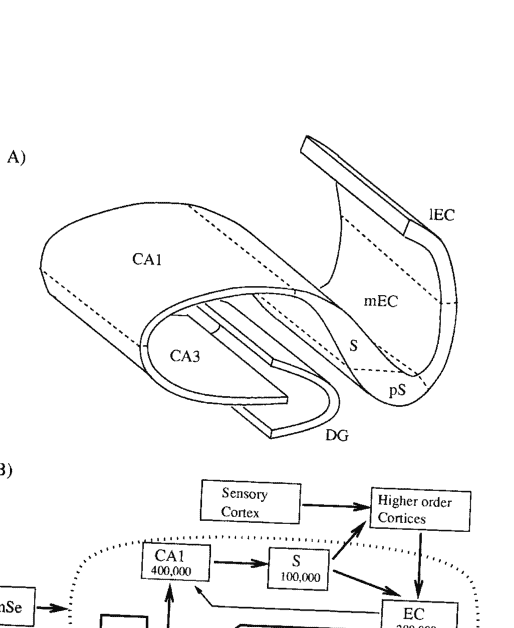 A)
lEC
CA1
mEC
S
CA3
pS
DG
B)
Sensory
Cortex
Higher order
Cortices
CA1
400,000
S
100,000
EC